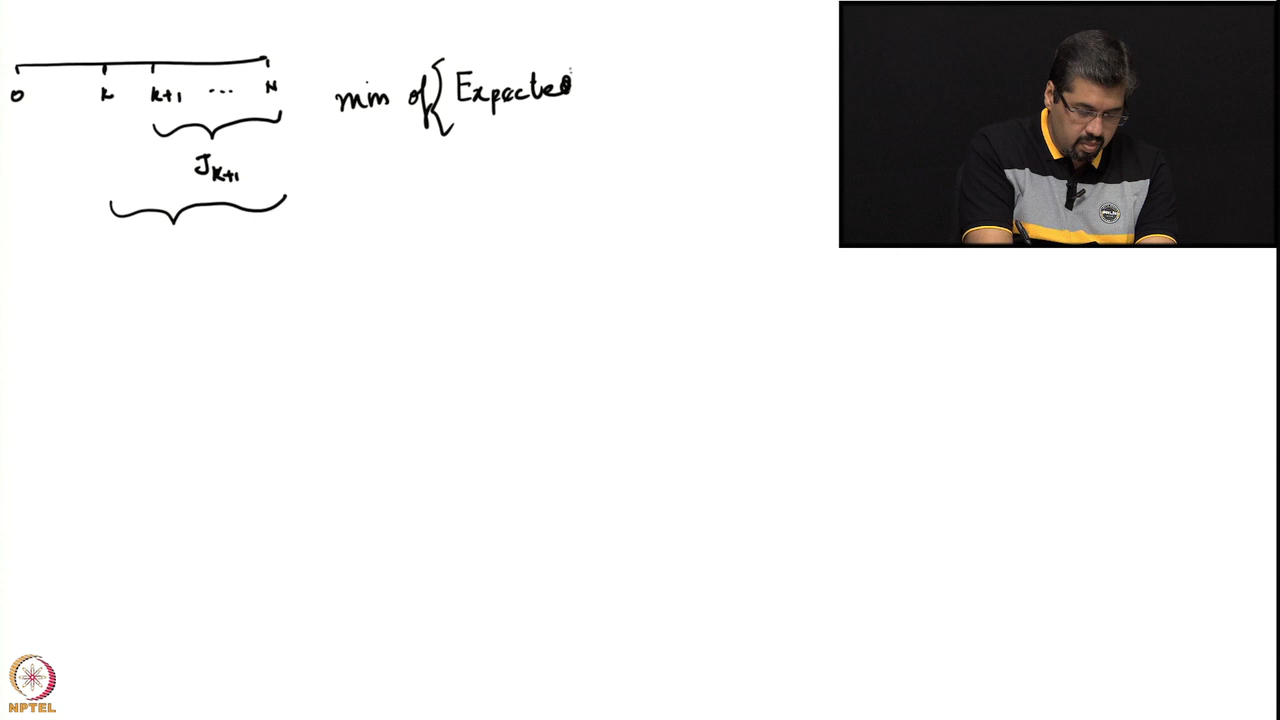 0 k k+1 ... N
min of { Expected
J_{k+1}
NPTEL